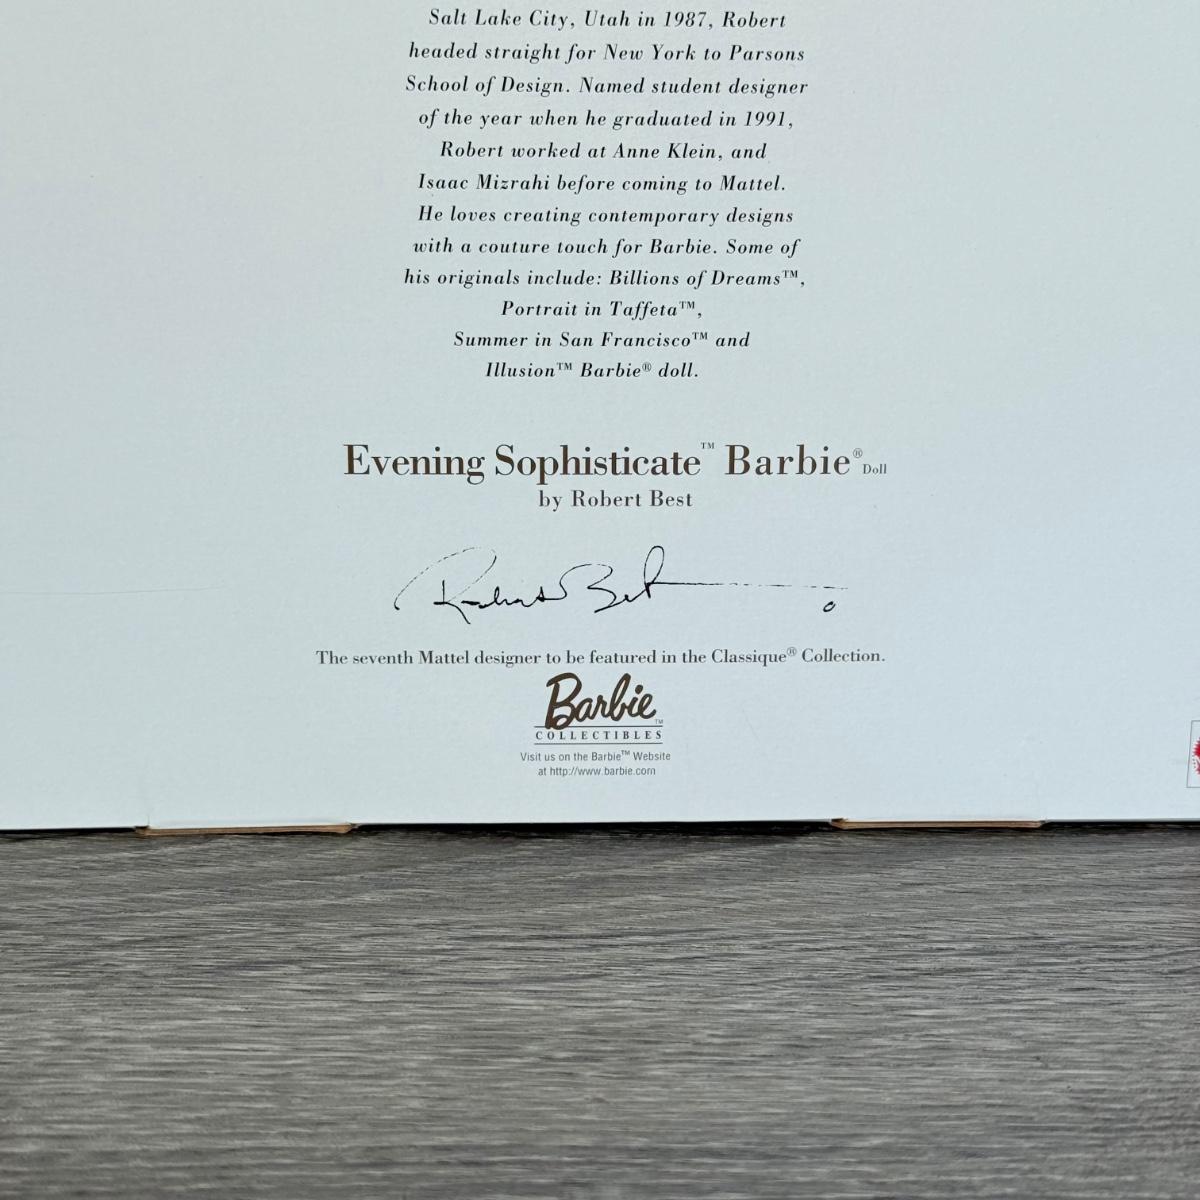 Salt Lake City, Utah in 1987, Robert
headed straight for New York to Parsons
School of Design. Named student designer
of the year when he graduated in 1991,
Robert worked at Anne Klein, and
Isaac Mizrahi before coming to Mattel.
He loves creating contemporary designs
with a couture touch for Barbie. Some of
his originals include: Billions of Dreams™,
Portrait in Taffeta™,
Summer in San Francisco™ and
Illusion™ Barbie® doll.
Evening Sophisticate™ Barbie® Doll
by Robert Best
Robert Best
The seventh Mattel designer to be featured in the Classique® Collection.
Barbie™
COLLECTIBLES
Visit us on the Barbie™ Website
at http://www.barbie.com